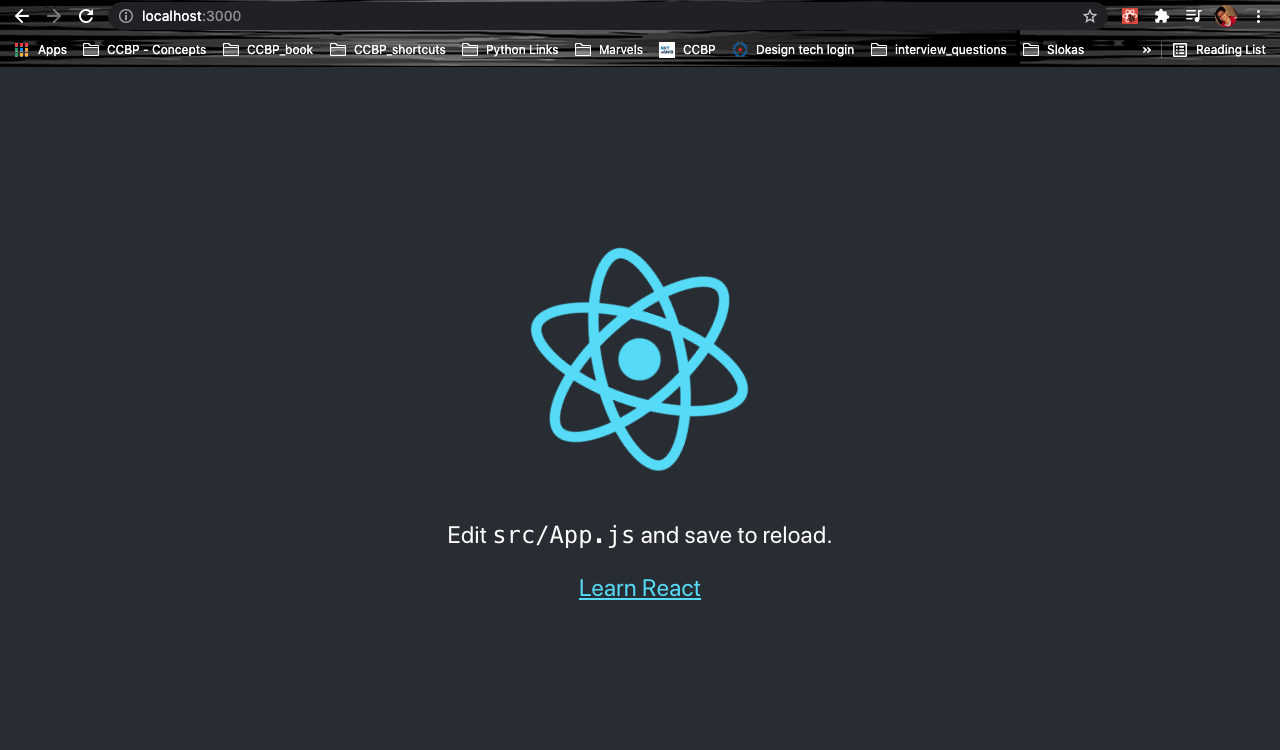 localhost:3000
Apps CCBP - Concepts CCBP_book CCBP_shortcuts Python Links Marvels CCBP Design tech login interview_questions Slokas » Reading List
Edit src/App.js and save to reload.
Learn React